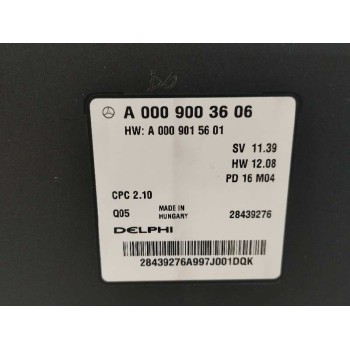 A 000 900 36 06
HW: A 000 901 56 01
SV 11.39
HW 12.08
PD 16 M04
CPC 2.10
Q05
MADE IN
HUNGARY
28439276
DELPHI
28439276A997J001DQK